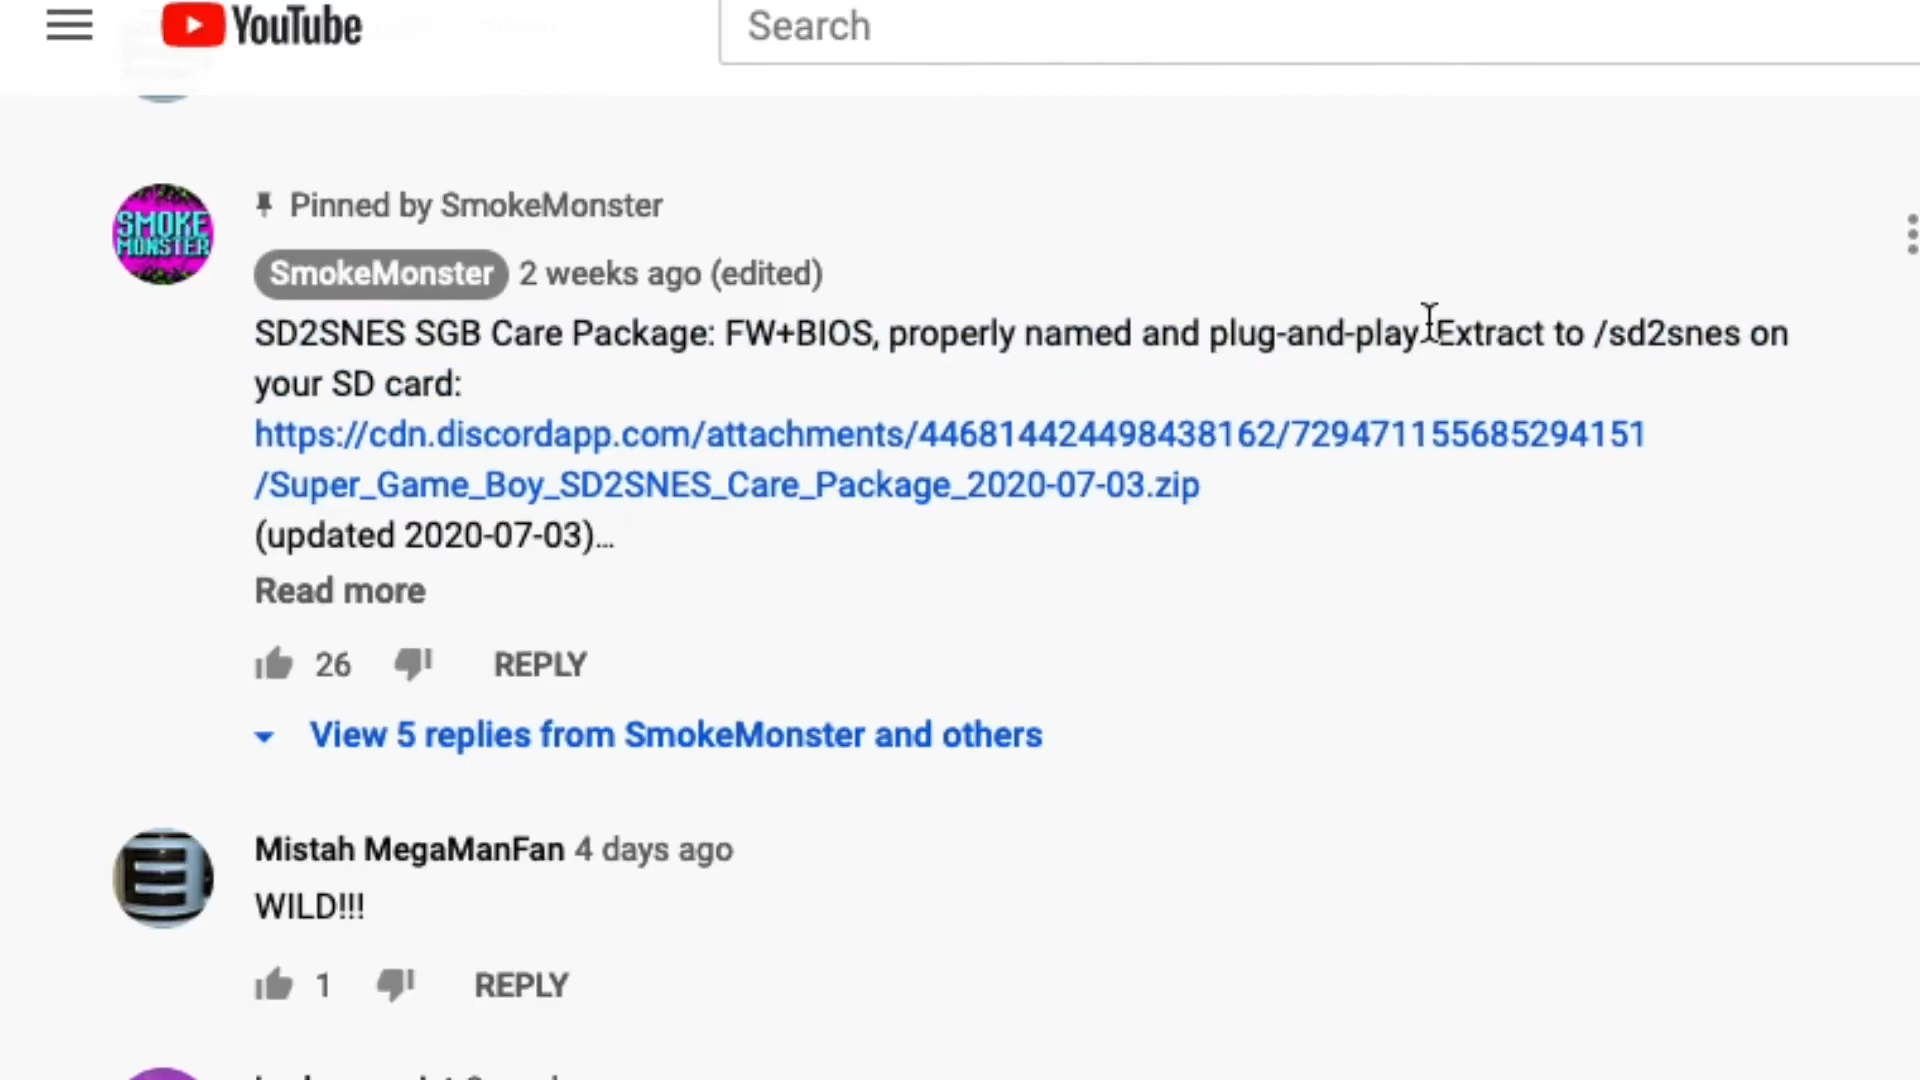 YouTube
Search
Pinned by SmokeMonster
SMOKE
MONSTER
SmokeMonster 2 weeks ago (edited)
SD2SNES SGB Care Package: FW+BIOS, properly named and plug-and-play. Extract to /sd2snes on
your SD card:
https://cdn.discordapp.com/attachments/446814424498438162/729471155685294151
/Super_Game_Boy_SD2SNES_Care_Package_2020-07-03.zip
(updated 2020-07-03)…
Read more
26 REPLY
View 5 replies from SmokeMonster and others
Mistah MegaManFan 4 days ago
WILD!!!
1 REPLY